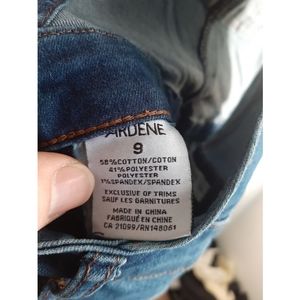 ARDENE
9
58%COTTON/COTON
41%POLYESTER
POLYESTER
1%SPANDEX/SPANDEX
EXCLUSIVE OF TRIMS
SAUF LES GARNITURES
MADE IN CHINA
FABRIQUÉ EN CHINE
CA 21099/RN148061